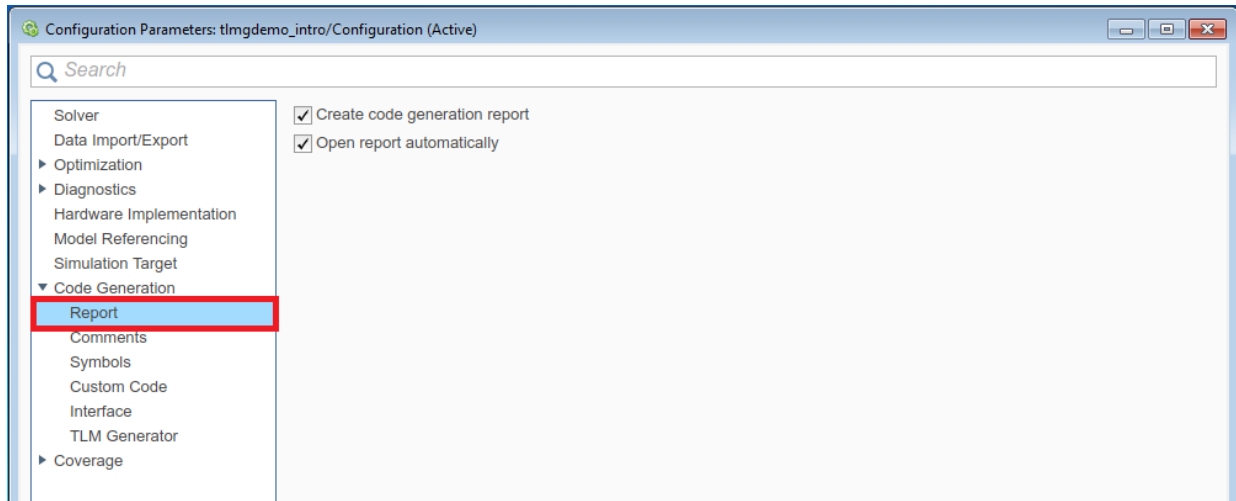 Configuration Parameters: tlmgdemo_intro/Configuration (Active)
Search
Solver
Data Import/Export
Optimization
Diagnostics
Hardware Implementation
Model Referencing
Simulation Target
Code Generation
Report
Comments
Symbols
Custom Code
Interface
TLM Generator
Coverage
Create code generation report
Open report automatically